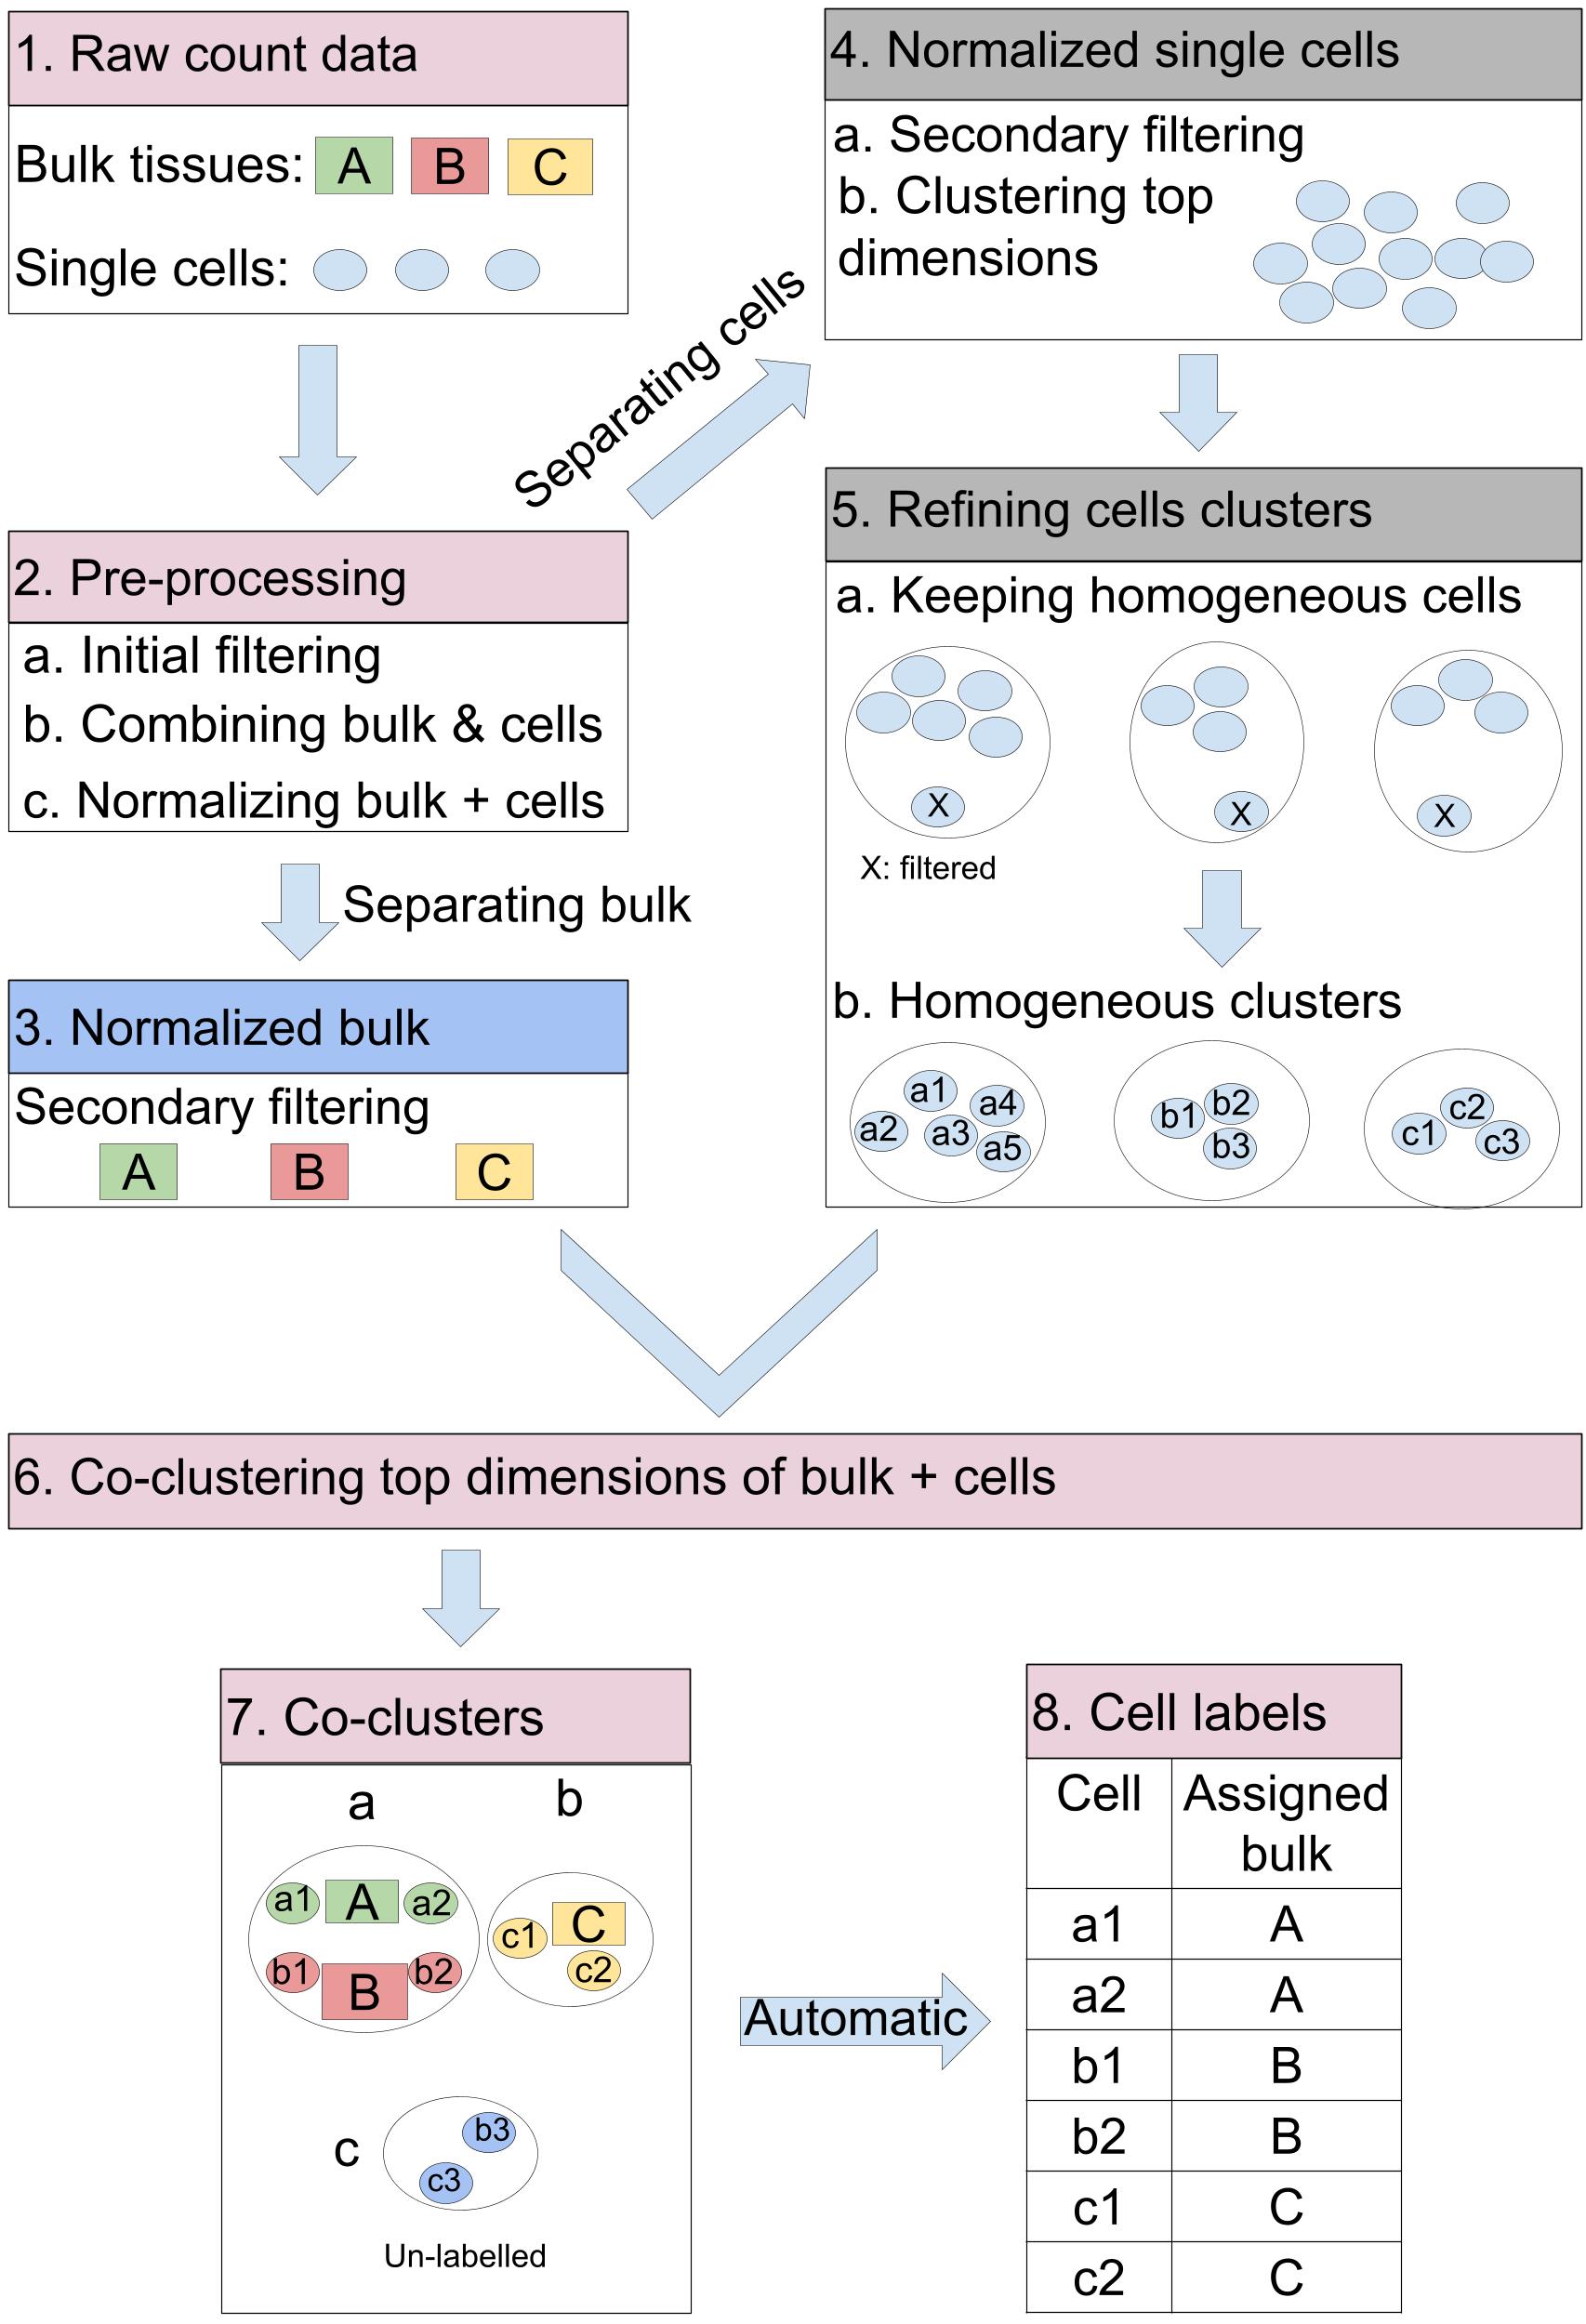 1. Raw count data
Bulk tissues: A B C
Single cells:
Separating cells
2. Pre-processing
a. Initial filtering
b. Combining bulk & cells
c. Normalizing bulk + cells
Separating bulk
3. Normalized bulk
Secondary filtering
A B C
4. Normalized single cells
a. Secondary filtering
b. Clustering top
dimensions
5. Refining cells clusters
a. Keeping homogeneous cells
X X X
X: filtered
b. Homogeneous clusters
a1 a4 a2 a3 a5
b1 b2 b3
c2 c1 c3
6. Co-clustering top dimensions of bulk + cells
7. Co-clusters
a b
a1 A a2
b1 B b2
c1 C
c2
c
b3
c3
Un-labelled
Automatic
8. Cell labels
Cell Assigned
bulk
a1 A
a2 A
b1 B
b2 B
c1 C
c2 C